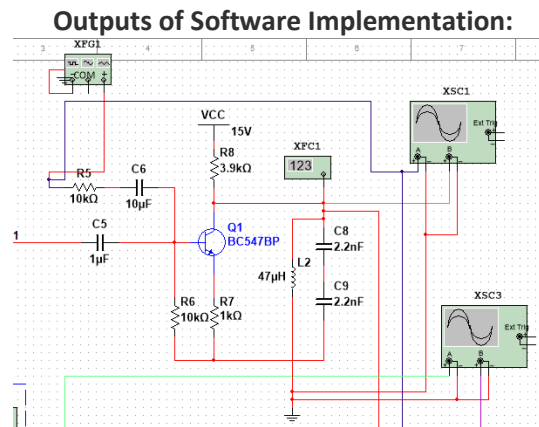 Outputs of Software Implementation:
3 4 5 6 7
XFG1
COM
XSC1
Ext Trig
A B
VCC
15V
XFC1
123
R8
3.9kΩ
R5
10kΩ
C6
10µF
Q1
BC547BP
C8
2.2nF
1
C5
1µF
L2
47µH
C9
2.2nF
XSC3
Ext Trig
A B
R6
10kΩ
R7
1kΩ